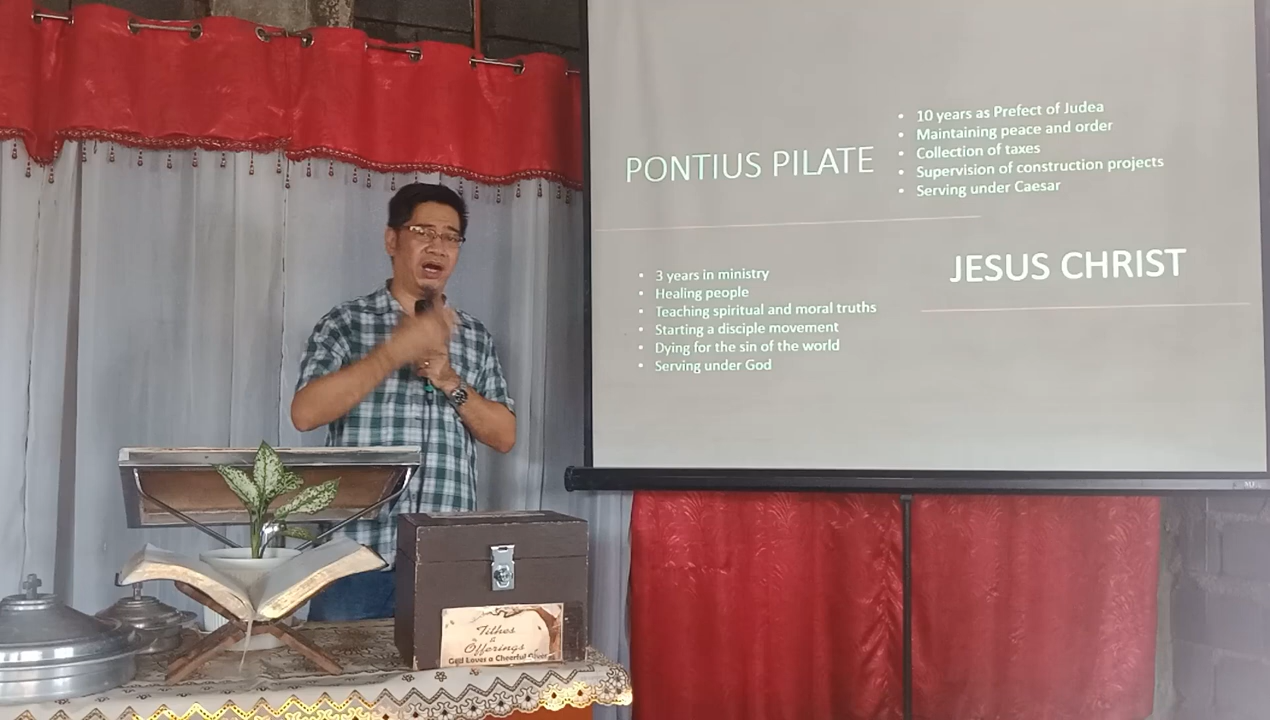 PONTIUS PILATE
• 10 years as Prefect of Judea
• Maintaining peace and order
• Collection of taxes
• Supervision of construction projects
• Serving under Caesar
JESUS CHRIST
• 3 years in ministry
• Healing people
• Teaching spiritual and moral truths
• Starting a disciple movement
• Dying for the sin of the world
• Serving under God
Tithes
&
Offerings
God Loves a Cheerful Giver